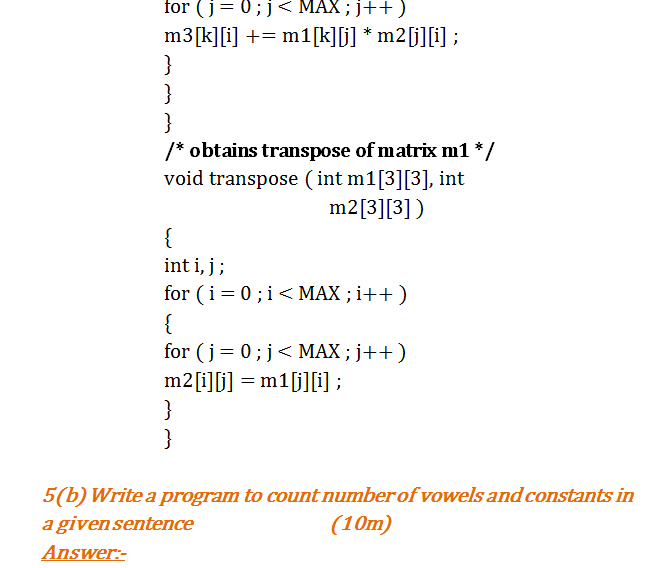 for ( j = 0 ; j < MAX ; j++ )
m3[k][i] += m1[k][j] * m2[j][i] ;
}
}
}
/* obtains transpose of matrix m1 */
void transpose ( int m1[3][3], int
m2[3][3] )
{
int i, j ;
for ( i = 0 ; i < MAX ; i++ )
{
for ( j = 0 ; j < MAX ; j++ )
m2[i][j] = m1[j][i] ;
}
}
5(b) Write a program to count number of vowels and constants in
a given sentence (10m)
Answer:-